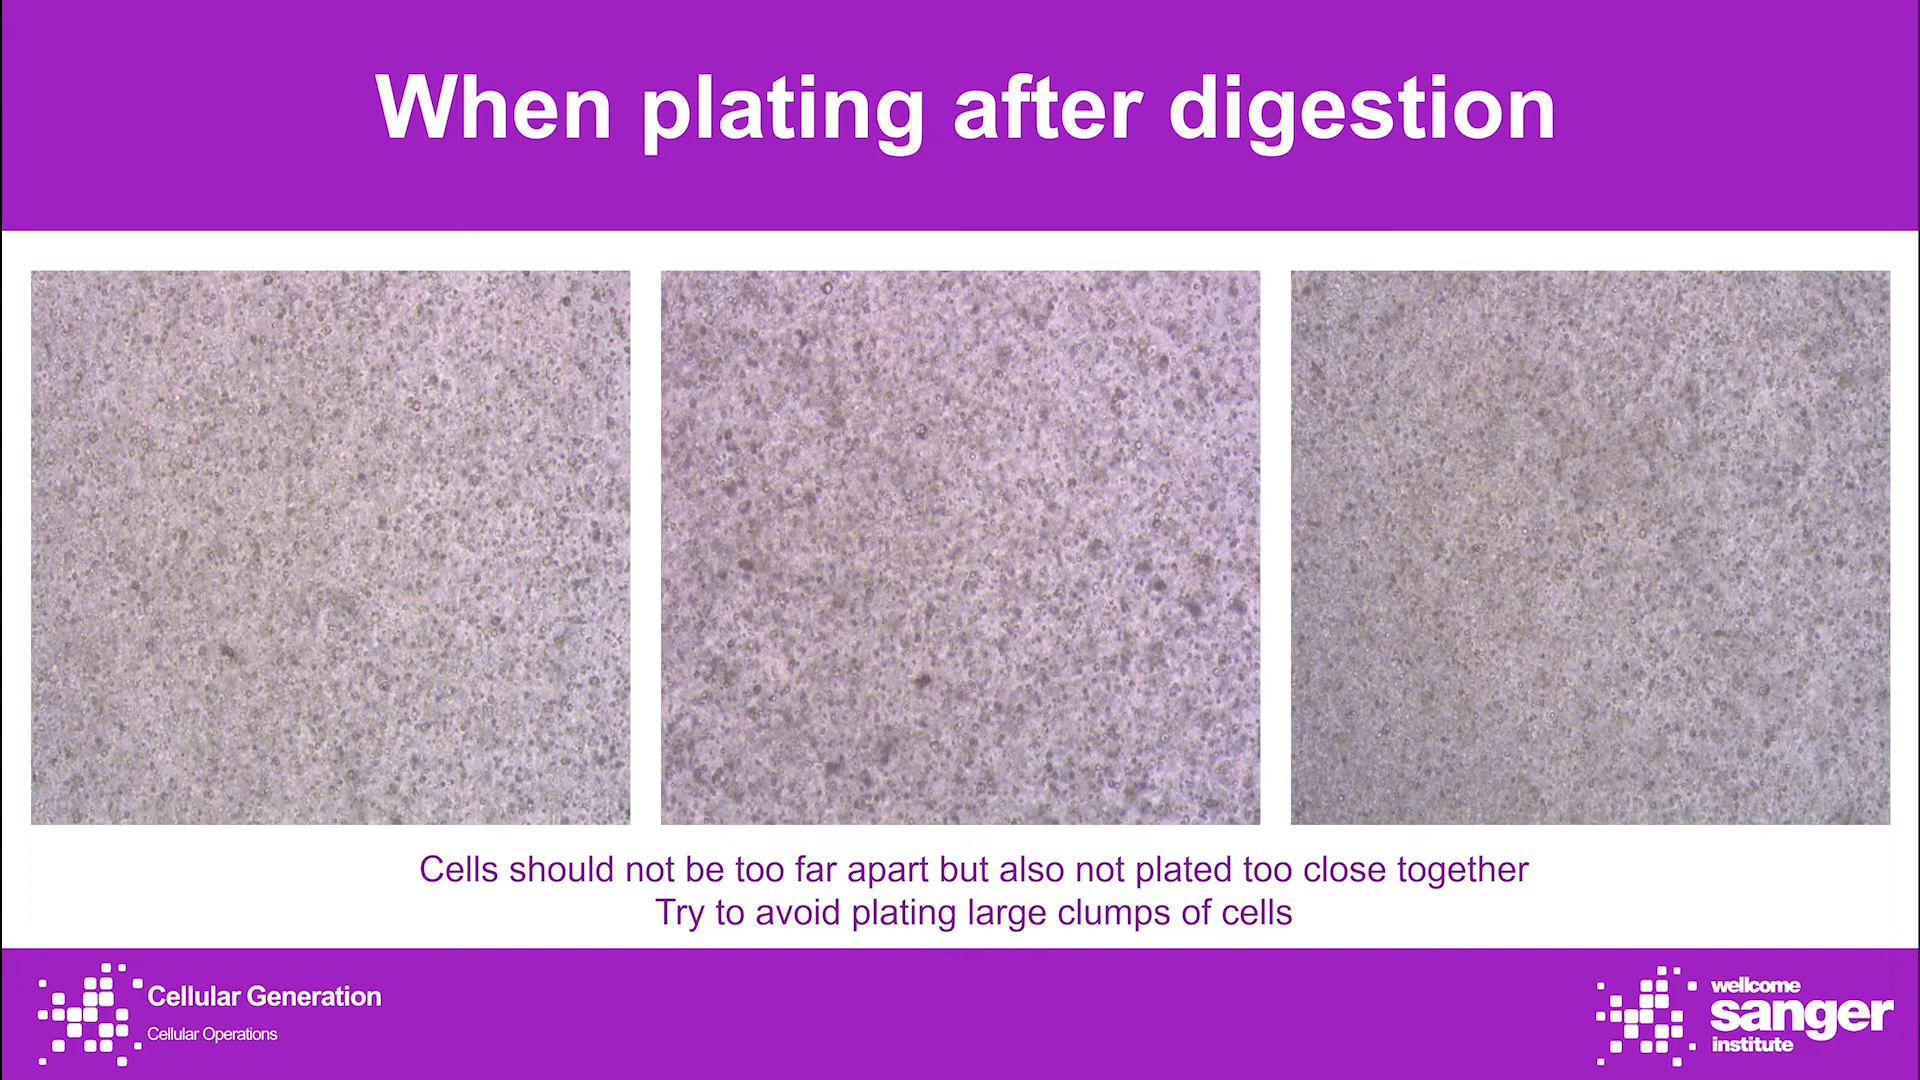 When plating after digestion
Cells should not be too far apart but also not plated too close together
Try to avoid plating large clumps of cells
Cellular Generation
Cellular Operations
wellcome
sanger
institute